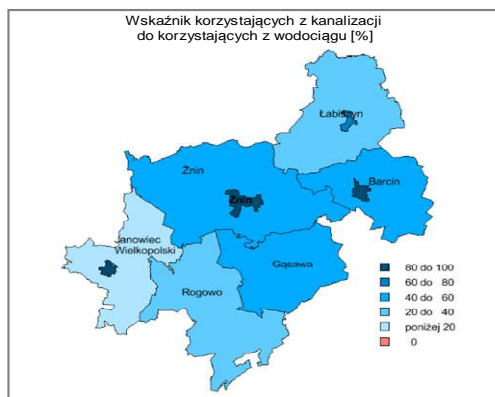 Wskaźnik korzystających z kanalizacji
do korzystających z wodociągu [%]
Łabiszyn
Żnin
Barcin
Żnin
Janowiec
Wielkopolski
Gąsawa
Rogowo
80 do 100
60 do 80
40 do 60
20 do 40
poniżej 20
0